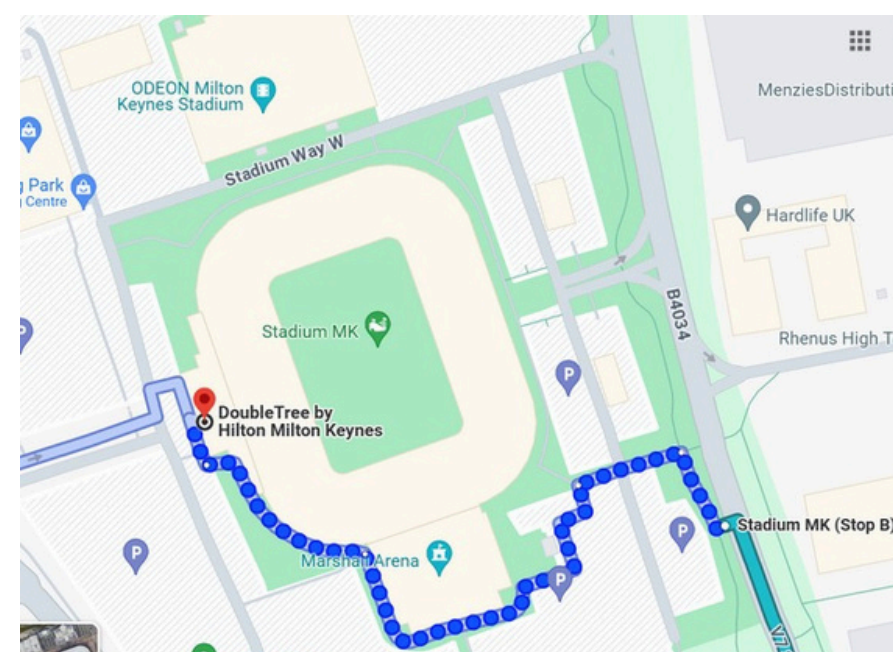 ODEON Milton
Keynes Stadium
MenziesDistributi
Stadium Way W
g Park
g Centre
Hardlife UK
B4034
Stadium MK
Rhenus High T
P
P
DoubleTree by
Hilton Milton Keynes
Stadium MK (Stop B)
P
P
Marshall Arena
P
V7